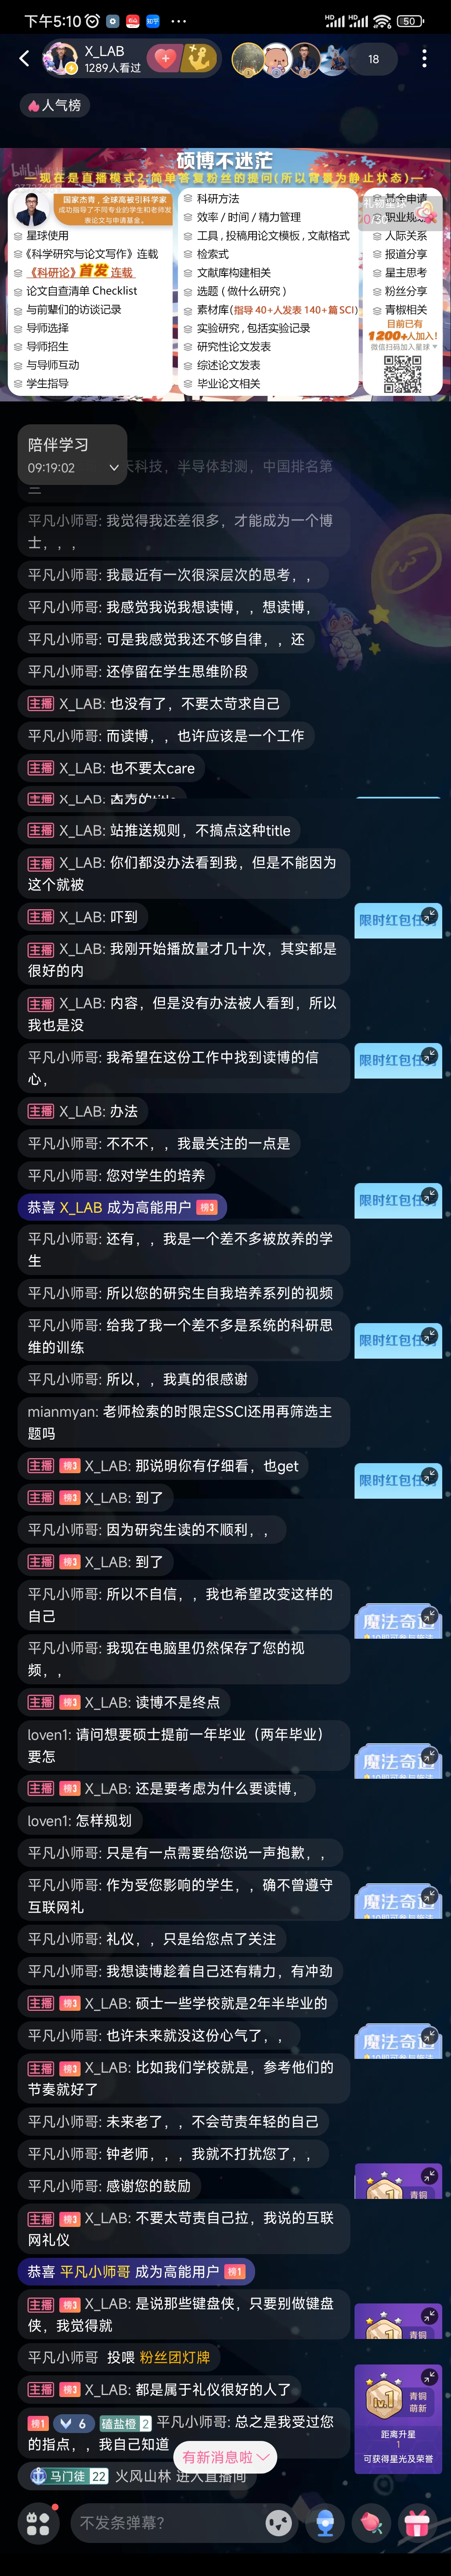 下午5:10
知乎
HD
HD
50
X_LAB
1289人看过
18
人气榜
硕博不迷茫
现在是直播模式2:简单答复粉丝的提问(所以背景为静止状态)
国家杰青,全球高被引科学家
成功指导了不同专业的学生和老师发
表论文与申请基金。
星球使用
《科学研究与论文写作》连载
《科研论》首发 连载
论文自查清单 Checklist
与前辈们的访谈记录
导师选择
导师招生
与导师互动
学生指导
科研方法
效率 / 时间 / 精力管理
工具 , 投稿用论文模板 , 文献格式
检索式
文献库构建相关
选题 ( 做什么研究 )
素材库(指导 40+人发表 140+篇 SCI)
实验研究 , 包括实验记录
研究性论文发表
综述论文发表
毕业论文相关
基金申请
职业规
人际关系
报道分享
星主思考
粉丝分享
青椒相关
目前已有
1200+人加入!
微信扫码加入星球
陪伴学习
09:19:02
天科技，半导体封测，中国排名第
三
平凡小师哥: 我觉得我还差很多，才能成为一个博
士，，，
平凡小师哥: 我最近有一次很深层次的思考，，
平凡小师哥: 我感觉我说我想读博，，想读博，
平凡小师哥: 可是我感觉我还不够自律，，还
平凡小师哥: 还停留在学生思维阶段
主播 X_LAB: 也没有了，不要太苛求自己
平凡小师哥: 而读博，，也许应该是一个工作
主播 X_LAB: 也不要太care
主播 X_LAB:
主播 X_LAB: 站推送规则，不搞点这种title
主播 X_LAB: 你们都没办法看到我，但是不能因为
这个就被
主播 X_LAB: 吓到
限时红包任
主播 X_LAB: 我刚开始播放量才几十次，其实都是
很好的内
主播 X_LAB: 内容，但是没有办法被人看到，所以
我也是没
平凡小师哥: 我希望在这份工作中找到读博的信
心，
限时红包任
主播 X_LAB: 办法
平凡小师哥: 不不不，，我最关注的一点是
平凡小师哥: 您对学生的培养
恭喜 X_LAB 成为高能用户 榜3
限时红包任
平凡小师哥: 还有，，我是一个差不多被放养的学
生
平凡小师哥: 所以您的研究生自我培养系列的视频
平凡小师哥: 给我了我一个差不多是系统的科研思
维的训练
限时红包任
平凡小师哥: 所以，，我真的很感谢
mianmyan: 老师检索的时限定SSCI还用再筛选主
题吗
主播 榜3 X_LAB: 那说明你有仔细看，也get
限时红包任
主播 榜3 X_LAB: 到了
平凡小师哥: 因为研究生读的不顺利，，
主播 榜3 X_LAB: 到了
平凡小师哥: 所以不自信，，我也希望改变这样的
自己
魔法奇遇
平凡小师哥: 我现在电脑里仍然保存了您的视
频，，
主播 榜3 X_LAB: 读博不是终点
loven1: 请问想要硕士提前一年毕业（两年毕业）
要怎
魔法奇遇
主播 榜3 X_LAB: 还是要考虑为什么要读博，
loven1: 怎样规划
平凡小师哥: 只是有一点需要给您说一声抱歉，，
平凡小师哥: 作为受您影响的学生，，确不曾遵守
互联网礼
魔法奇遇
平凡小师哥: 礼仪，，只是给您点了关注
平凡小师哥: 我想读博趁着自己还有精力，有冲劲
主播 榜3 X_LAB: 硕士一些学校就是2年半毕业的
平凡小师哥: 也许未来就没这份心气了，，
魔法奇遇
主播 榜3 X_LAB: 比如我们学校就是，参考他们的
节奏就好了
平凡小师哥: 未来老了，，不会苛责年轻的自己
平凡小师哥: 钟老师，，，我就不打扰您了，，
平凡小师哥: 感谢您的鼓励
青铜
主播 榜3 X_LAB: 不要太苛责自己拉，我说的互联
网礼仪
恭喜 平凡小师哥 成为高能用户 榜1
主播 榜3 X_LAB: 是说那些键盘侠，只要别做键盘
侠，我觉得就
青铜
平凡小师哥 投喂 粉丝团灯牌
主播 榜3 X_LAB: 都是属于礼仪很好的人了
lv.1
青铜
萌新
距离升星
1
可获得星光及荣誉
榜1 6 磕盐橙 2 平凡小师哥: 总之是我受过您
的指点，，我自己知道
有新消息啦
马门徒 22 火风山林 进入直播间
不发条弹幕？